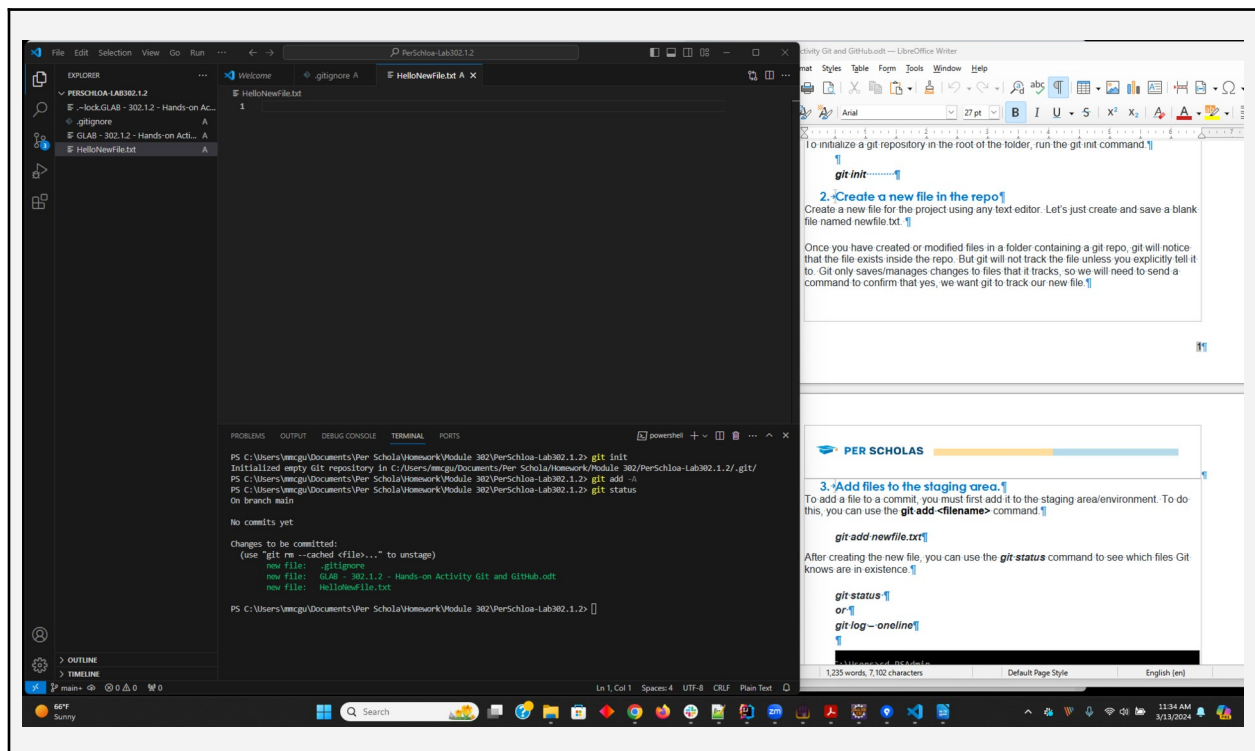 File Edit Selection View Go Run ··· PerSchloa-Lab302.1.2
EXPLORER ···
PERSCHLOA-LAB302.1.2
.~lock.GLAB - 302.1.2 - Hands-on Ac...
.gitignore A
GLAB - 302.1.2 - Hands-on Acti... A
HelloNewFile.txt A
Welcome .gitignore A HelloNewFile.txt A
HelloNewFile.txt
1
PROBLEMS OUTPUT DEBUG CONSOLE TERMINAL PORTS powershell
PS C:\Users\mmcgu\Documents\Per Schola\Homework\Module 302\PerSchloa-Lab302.1.2> git init
Initialized empty Git repository in C:/Users/mmcgu/Documents/Per Schola/Homework/Module 302/PerSchloa-Lab302.1.2/.git/
PS C:\Users\mmcgu\Documents\Per Schola\Homework\Module 302\PerSchloa-Lab302.1.2> git add -A
PS C:\Users\mmcgu\Documents\Per Schola\Homework\Module 302\PerSchloa-Lab302.1.2> git status
On branch main
No commits yet
Changes to be committed:
(use "git rm --cached <file>..." to unstage)
new file: .gitignore
new file: GLAB - 302.1.2 - Hands-on Activity Git and GitHub.odt
new file: HelloNewFile.txt
PS C:\Users\mmcgu\Documents\Per Schola\Homework\Module 302\PerSchloa-Lab302.1.2>
OUTLINE
TIMELINE
main+ 0 0 0 Ln 1, Col 1 Spaces: 4 UTF-8 CRLF Plain Text
ctivity Git and GitHub.odt — LibreOffice Writer
mat Styles Table Form Tools Window Help
Arial 27 pt B I U S X² X₂ A A
1 2 3 4 5 6 7
To initialize a git repository in the root of the folder, run the git init command.¶
¶
git init¶
2. Create a new file in the repo¶
Create a new file for the project using any text editor. Let's just create and save a blank
file named newfile.txt. ¶
Once you have created or modified files in a folder containing a git repo, git will notice
that the file exists inside the repo. But git will not track the file unless you explicitly tell it
to. Git only saves/manages changes to files that it tracks, so we will need to send a
command to confirm that yes, we want git to track our new file.¶
1¶
PER SCHOLAS
¶
3. Add files to the staging area.¶
To add a file to a commit, you must first add it to the staging area/environment. To do
this, you can use the git add <filename> command.¶
git add newfile.txt¶
After creating the new file, you can use the git status command to see which files Git
knows are in existence.¶
git status ¶
or ¶
git log – oneline¶
¶
1,235 words, 7,102 characters Default Page Style English (en)
66°F
Sunny
Search
zm
11:34 AM
3/13/2024